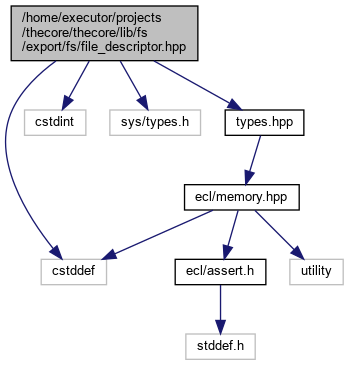 /home/executor/projects
/thecore/thecore/lib/fs
/export/fs/file_descriptor.hpp
cstdint
sys/types.h
types.hpp
ecl/memory.hpp
cstddef
ecl/assert.h
utility
stddef.h